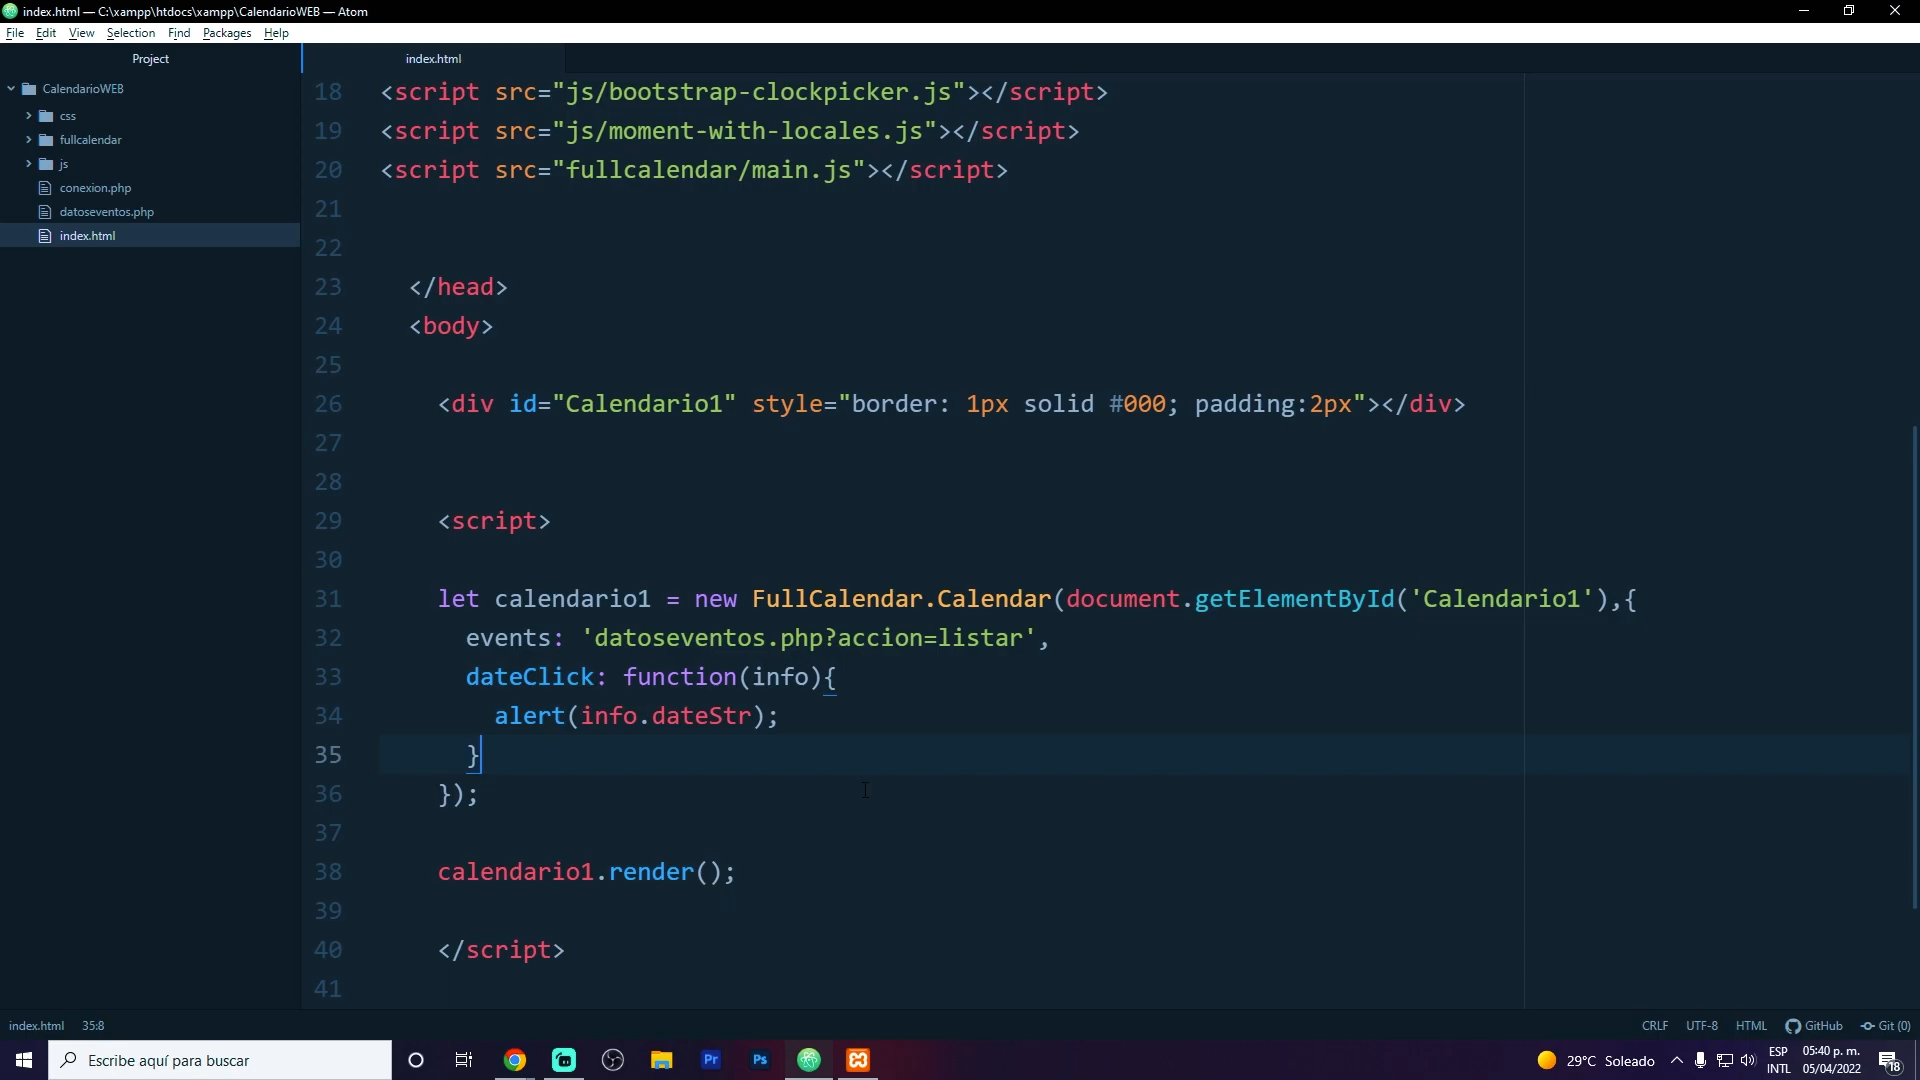 index.html — C:\xampp\htdocs\xampp\CalendarioWEB — Atom
File Edit View Selection Find Packages Help
Project
index.html
CalendarioWEB
css
fullcalendar
js
conexion.php
datoseventos.php
index.html
18 <script src="js/bootstrap-clockpicker.js"></script>
19 <script src="js/moment-with-locales.js"></script>
20 <script src="fullcalendar/main.js"></script>
21
22
23 </head>
24 <body>
25
26 <div id="Calendario1" style="border: 1px solid #000; padding:2px"></div>
27
28
29 <script>
30
31 let calendario1 = new FullCalendar.Calendar(document.getElementById('Calendario1'),{
32 events: 'datoseventos.php?accion=listar',
33 dateClick: function(info){
34 alert(info.dateStr);
35 }
36 });
37
38 calendario1.render();
39
40 </script>
41
index.html 35:8
CRLF UTF-8 HTML GitHub Git (0)
Escribe aquí para buscar
Pr
Ps
29°C Soleado
ESP
INTL
05:40 p. m.
05/04/2022
18